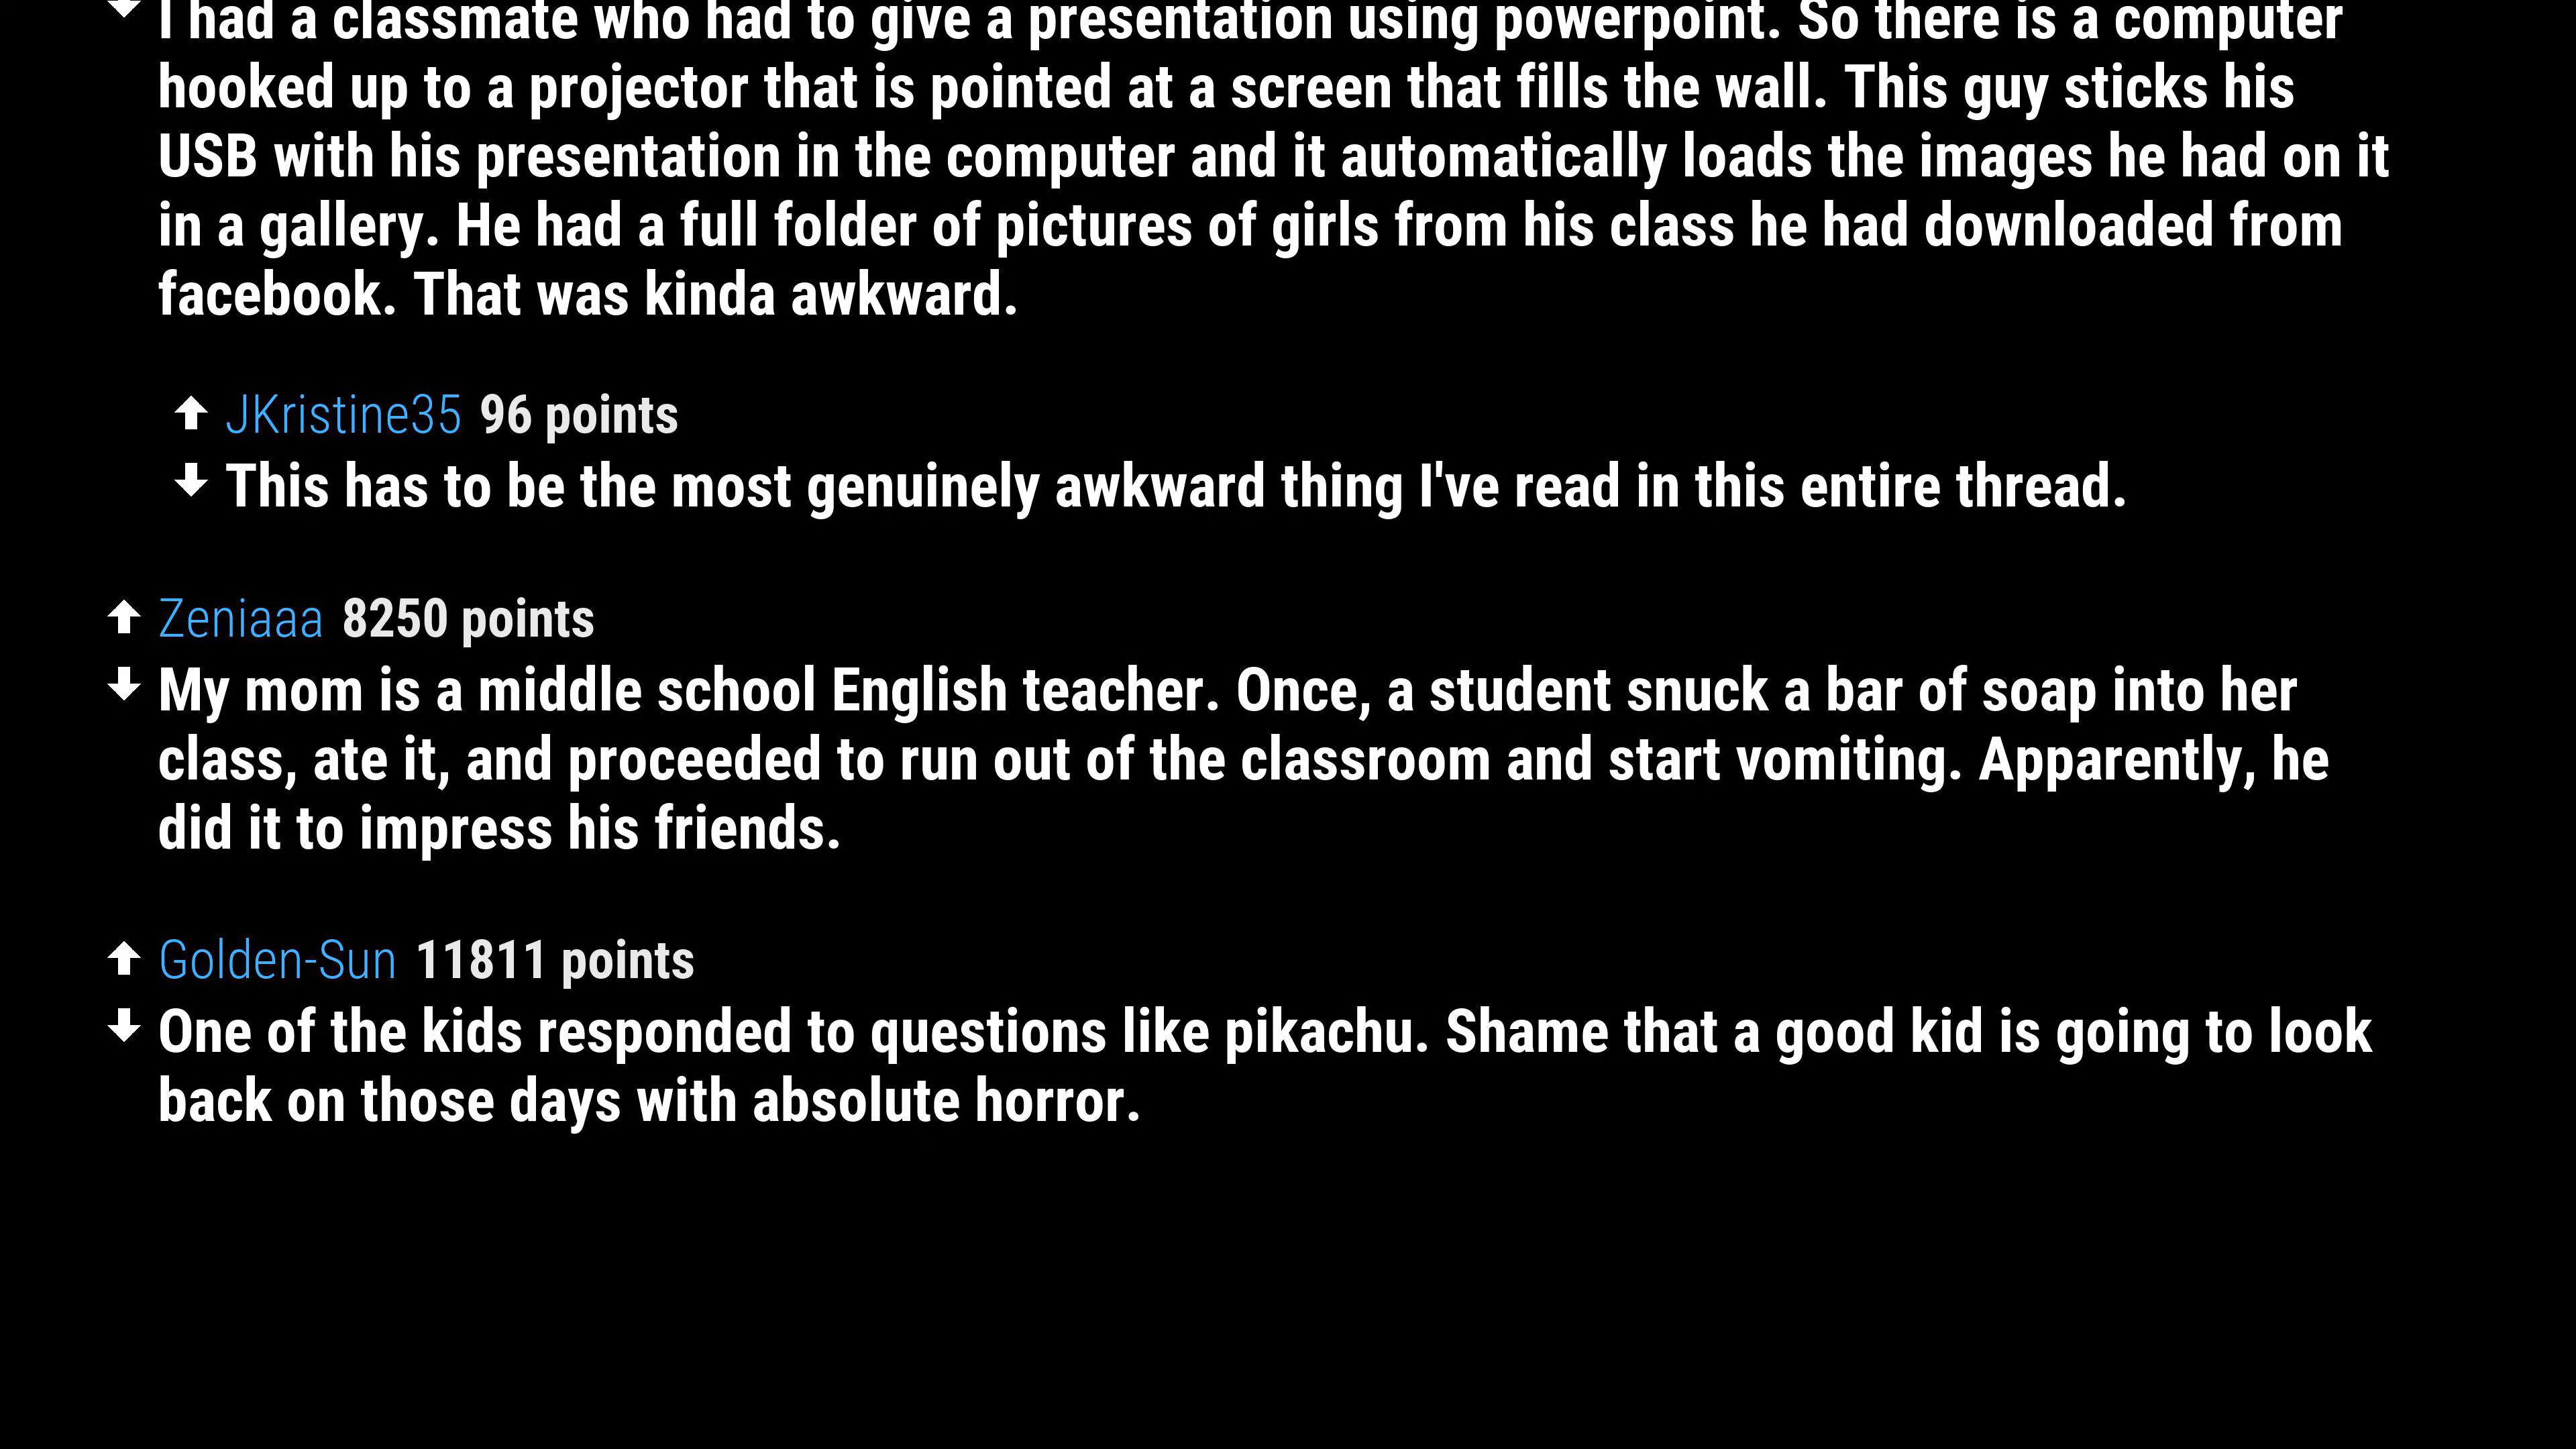 I had a classmate who had to give a presentation using powerpoint. So there is a computer
hooked up to a projector that is pointed at a screen that fills the wall. This guy sticks his
USB with his presentation in the computer and it automatically loads the images he had on it
in a gallery. He had a full folder of pictures of girls from his class he had downloaded from
facebook. That was kinda awkward.
JKristine35 96 points
This has to be the most genuinely awkward thing I've read in this entire thread.
Zeniaaa 8250 points
My mom is a middle school English teacher. Once, a student snuck a bar of soap into her
class, ate it, and proceeded to run out of the classroom and start vomiting. Apparently, he
did it to impress his friends.
Golden-Sun 11811 points
One of the kids responded to questions like pikachu. Shame that a good kid is going to look
back on those days with absolute horror.